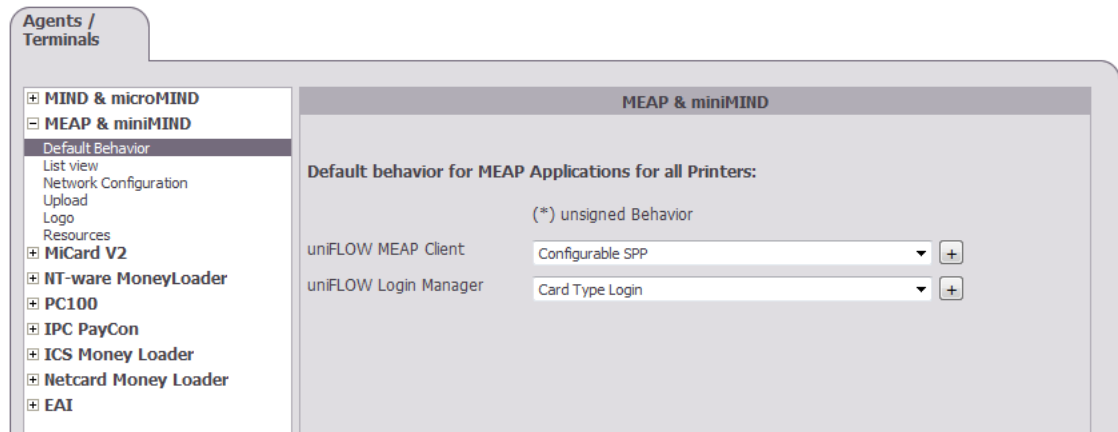 Agents /
Terminals
MIND & microMIND
MEAP & miniMIND
Default Behavior
List view
Network Configuration
Upload
Logo
Resources
MiCard V2
NT-ware MoneyLoader
PC100
IPC PayCon
ICS Money Loader
Netcard Money Loader
EAI
MEAP & miniMIND
Default behavior for MEAP Applications for all Printers:
(*) unsigned Behavior
uniFLOW MEAP Client Configurable SPP
uniFLOW Login Manager Card Type Login